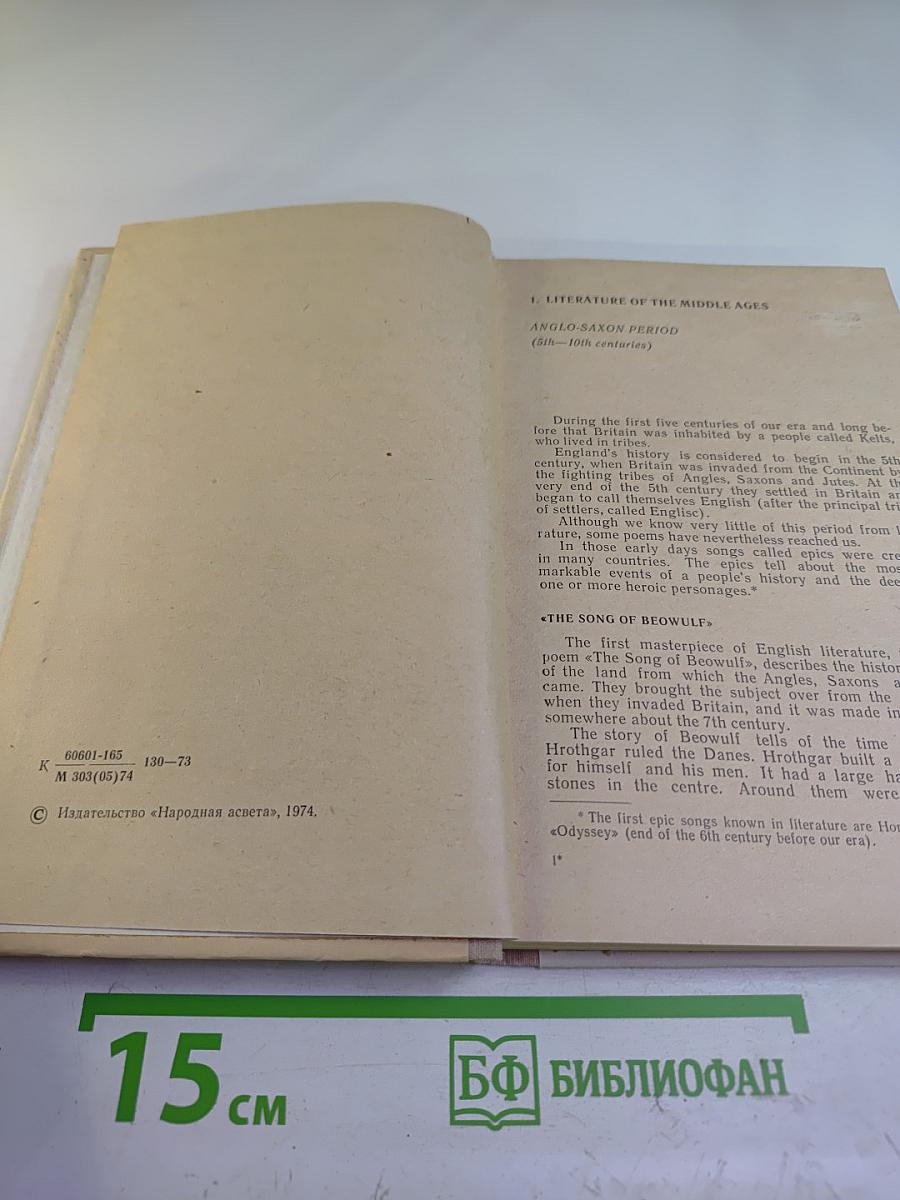 К 60601-165 130—73
М 303(05)74
© Издательство «Народная асвета», 1974.
I. LITERATURE OF THE MIDDLE AGES
ANGLO-SAXON PERIOD
(5th—10th centuries)
During the first five centuries of our era and long be-
fore that Britain was inhabited by a people called Kelts,
who lived in tribes.
England's history is considered to begin in the 5th
century, when Britain was invaded from the Continent by
the fighting tribes of Angles, Saxons and Jutes. At th
very end of the 5th century they settled in Britain an
began to call themselves English (after the principal tri
of settlers, called Englisc).
Although we know very little of this period from l
rature, some poems have nevertheless reached us.
In those early days songs called epics were cre
in many countries. The epics tell about the mos
markable events of a people's history and the dee
one or more heroic personages.*
«THE SONG OF BEOWULF»
The first masterpiece of English literature,
poem «The Song of Beowulf», describes the histor
of the land from which the Angles, Saxons a
came. They brought the subject over from the
when they invaded Britain, and it was made in
somewhere about the 7th century.
The story of Beowulf tells of the time
Hrothgar ruled the Danes. Hrothgar built a
for himself and his men. It had a large ha
stones in the centre. Around them were
* The first epic songs known in literature are Hom
«Odyssey» (end of the 6th century before our era).
1*
15 см
БФ БИБЛИОФАН